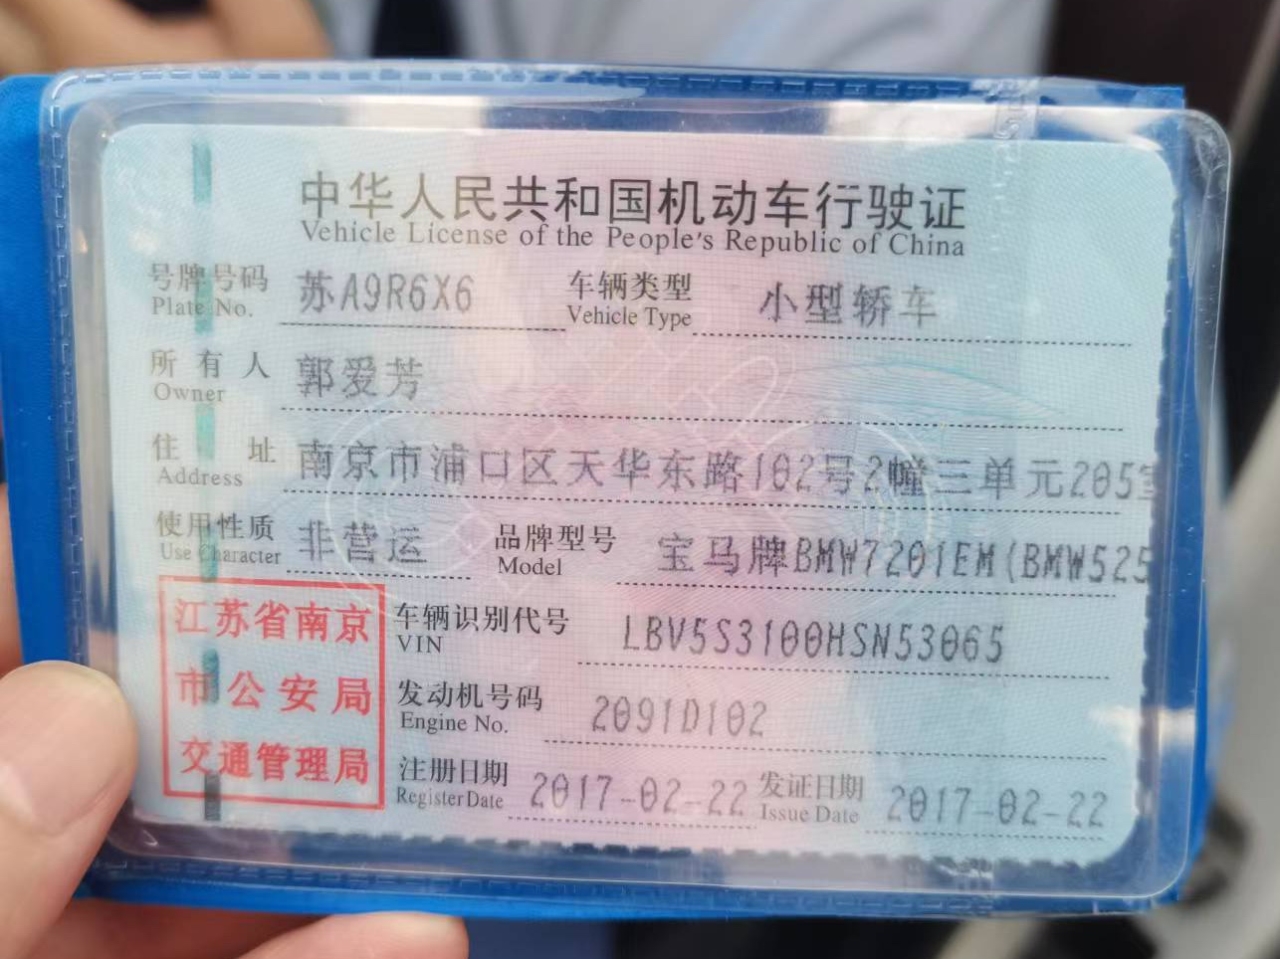 中华人民共和国机动车行驶证
Vehicle License of the People's Republic of China
号牌号码 苏A9R6X6 车辆类型 小型轿车
Plate No. Vehicle Type
所有人 郭爱芳
Owner
住址 南京市浦口区天华东路102号2幢三单元205室
Address
使用性质 非营运 品牌型号 宝马牌BMW7201EM(BMW525
Use Character Model
江苏省南京
市公安局
交通管理局
车辆识别代号 LBV5S3100HSN53065
VIN
发动机号码 2091D102
Engine No.
注册日期 2017-02-22 发证日期 2017-02-22
Register Date Issue Date